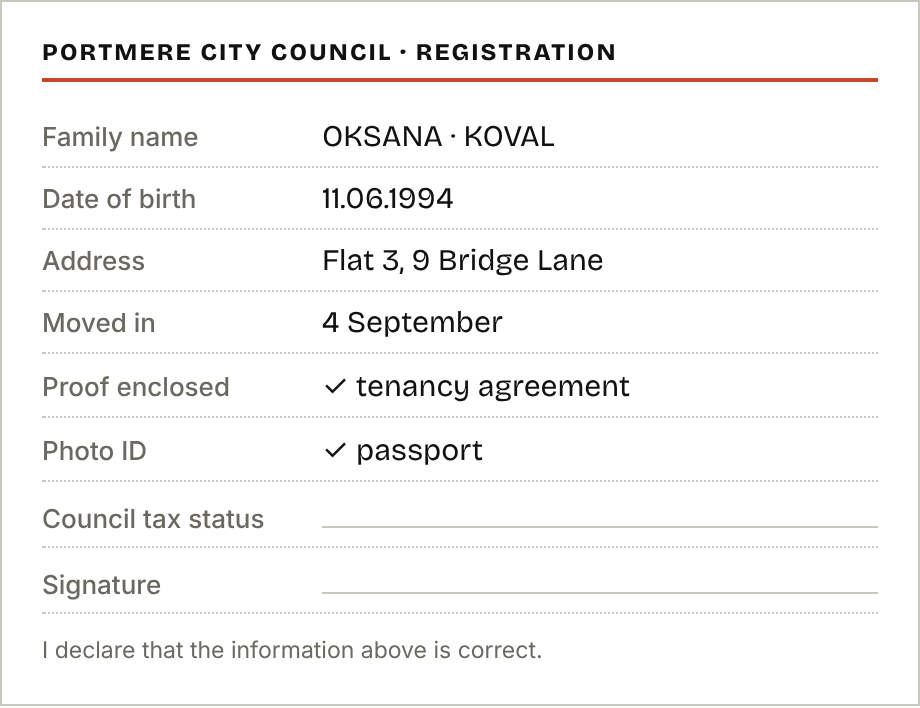 PORTMERE CITY COUNCIL · REGISTRATION
Family name OKSANA · KOVAL
Date of birth 11.06.1994
Address Flat 3, 9 Bridge Lane
Moved in 4 September
Proof enclosed ✓ tenancy agreement
Photo ID ✓ passport
Council tax status
Signature
I declare that the information above is correct.